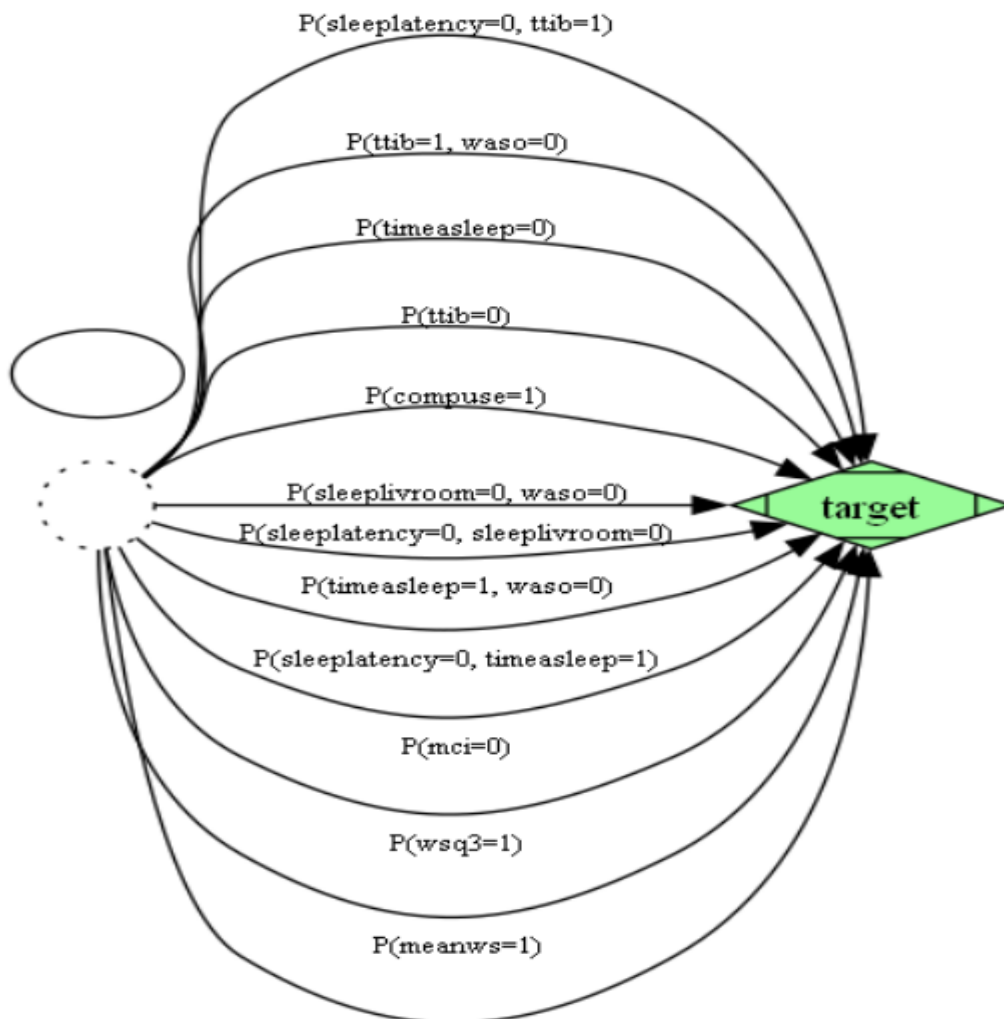 P(sleeplatency=0, ttib=1)
P(ttib=1, waso=0)
P(timeasleep=0)
P(ttib=0)
P(compuse=1)
P(sleeplivroom=0, waso=0)
target
P(sleeplatency=0, sleeplivroom=0)
P(timeasleep=1, waso=0)
P(sleeplatency=0, timeasleep=1)
P(mci=0)
P(wsq3=1)
P(meanws=1)